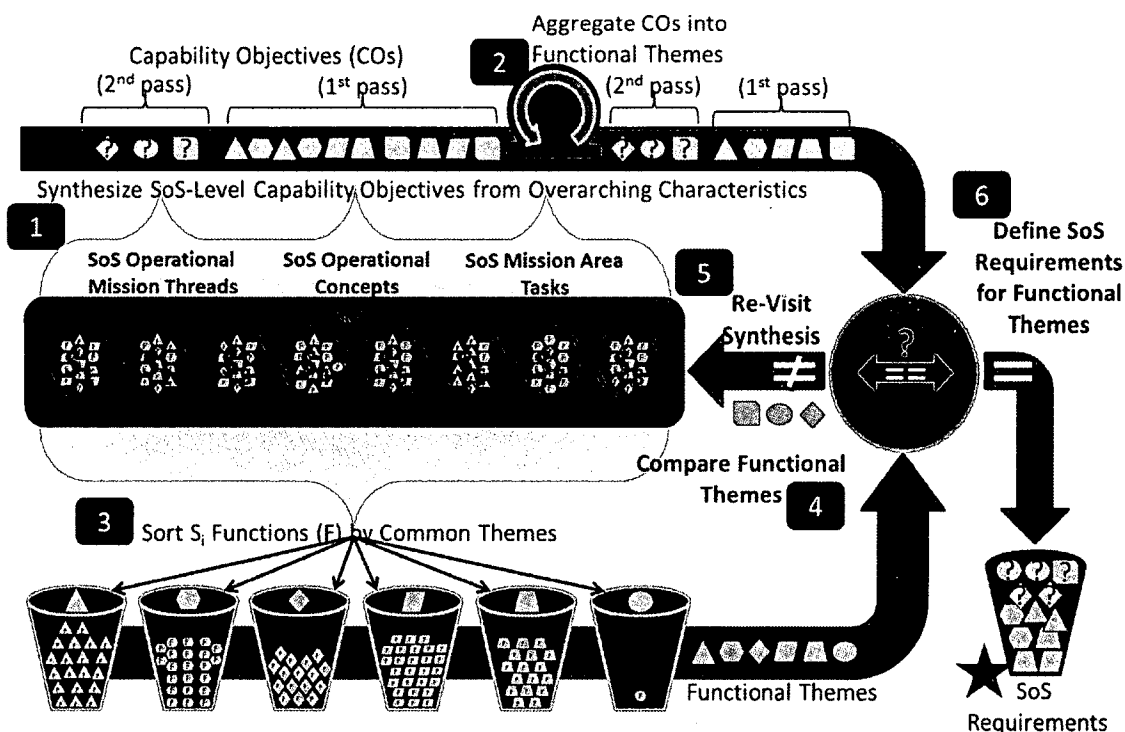 Aggregate COs into
Functional Themes
2
Capability Objectives (COs)
(2nd pass)
(1st pass)
(2nd pass)
(1st pass)
? ? ?
? ? ?
Synthesize SoS-Level Capability Objectives from Overarching Characteristics
1
6
Define SoS
Requirements
for Functional
Themes
SoS Operational
Mission Threads
SoS Operational
Concepts
SoS Mission Area
Tasks
5
Re-Visit
Synthesis
≠
?
==
=
Compare Functional
Themes
4
3
Sort Si Functions (F) by Common Themes
Functional Themes
? ? ?
? ?
SoS
Requirements